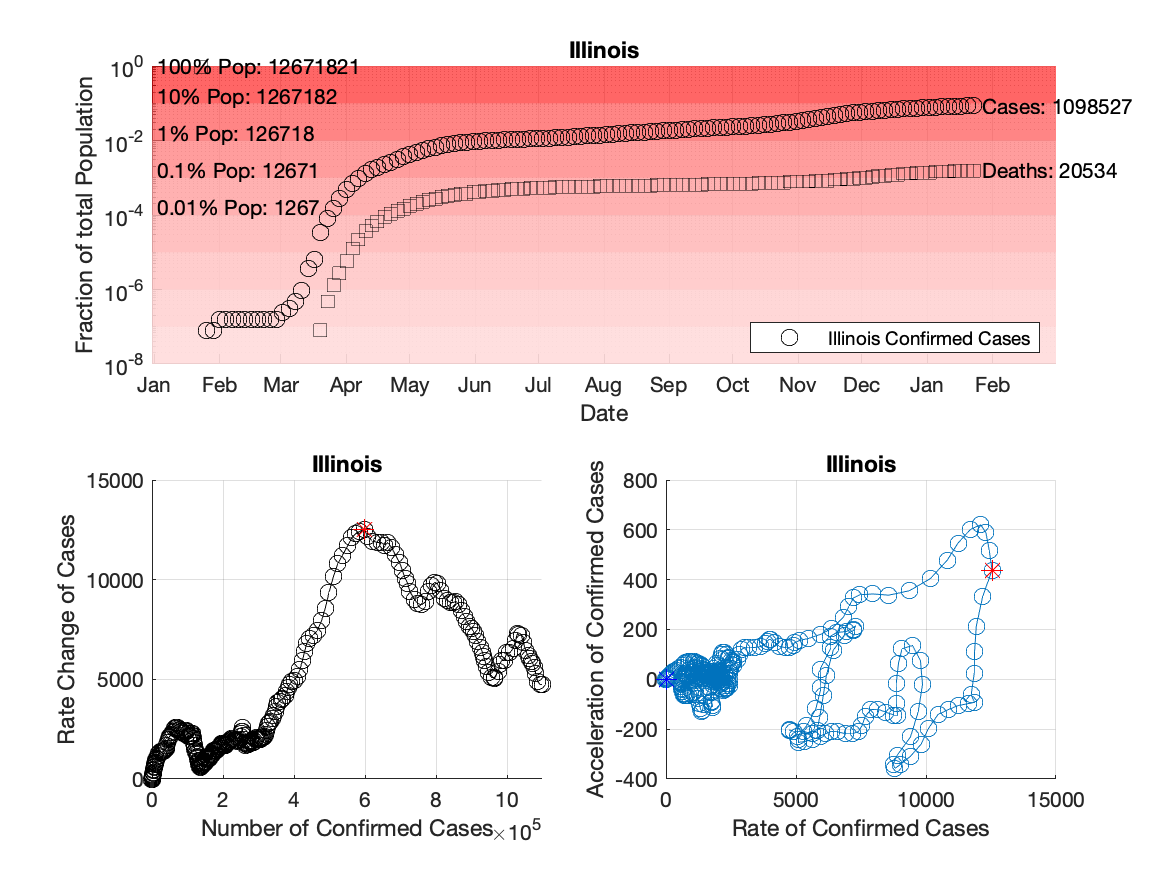 Illinois
10^0
10^-2
10^-4
10^-6
10^-8
Fraction of total Population
100% Pop: 12671821
10% Pop: 1267182
1% Pop: 126718
0.1% Pop: 12671
0.01% Pop: 1267
Cases: 1098527
Deaths: 20534
Illinois Confirmed Cases
Jan Feb Mar Apr May Jun Jul Aug Sep Oct Nov Dec Jan Feb
Date
Illinois
15000
10000
5000
0
Rate Change of Cases
0 2 4 6 8 10
Number of Confirmed Cases ×10^5
Illinois
800
600
400
200
0
-200
-400
Acceleration of Confirmed Cases
0 5000 10000 15000
Rate of Confirmed Cases